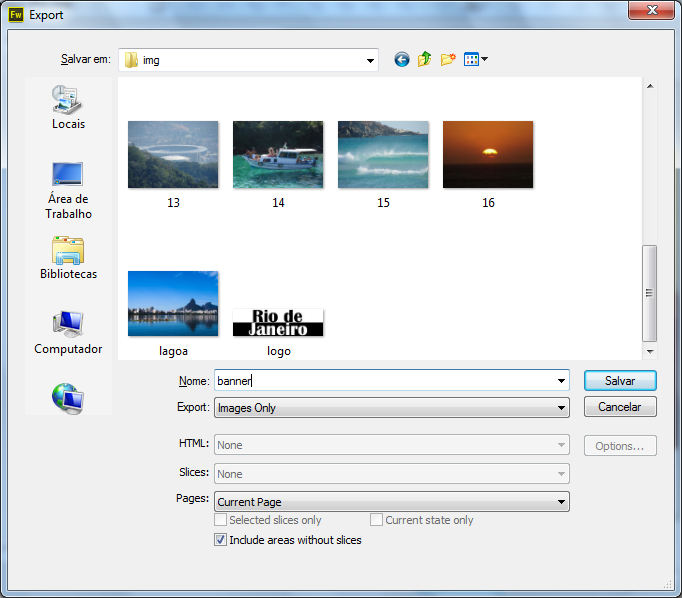 Fw Export
Salvar em: img
Locais
Área de
Trabalho
Bibliotecas
Computador
13 14 15 16
Rio de
Janeiro
lagoa logo
Nome: banner Salvar
Export: Images Only Cancelar
HTML: None Options...
Slices: None
Pages: Current Page
Selected slices only Current state only
Include areas without slices